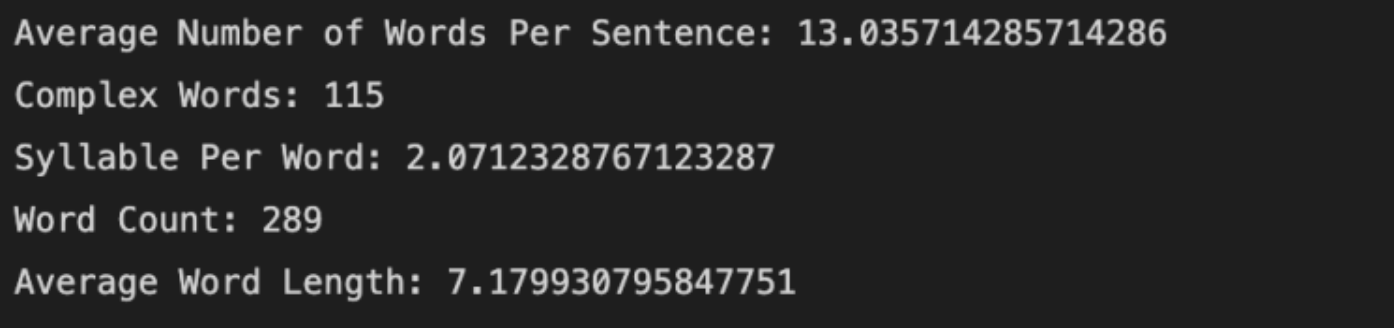 Average Number of Words Per Sentence: 13.035714285714286
Complex Words: 115
Syllable Per Word: 2.0712328767123287
Word Count: 289
Average Word Length: 7.179930795847751